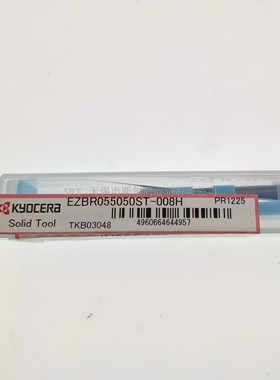 KYOCERA
EZBR055050ST-008H
PR1225
Solid Tool
TKB03048
4960664644957